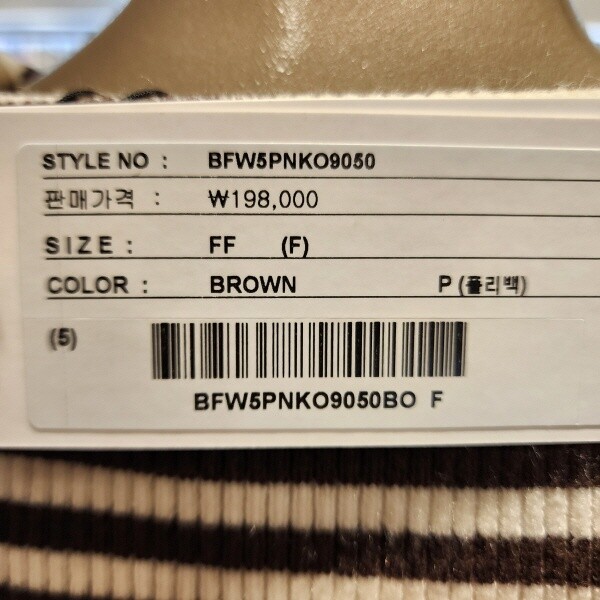 STYLE NO : BFW5PNKO9050
판매가격 : ₩198,000
SIZE : FF (F)
COLOR : BROWN P (폴리백)
(5)
BFW5PNKO9050BO F